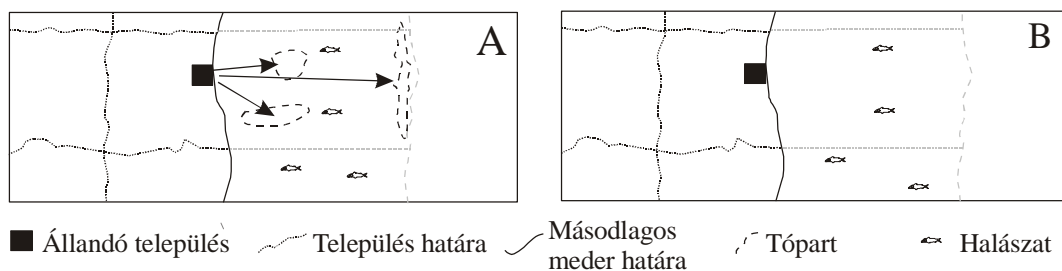 A
B
Állandó település
Település határa
Másodlagos
meder határa
Tópart
Halászat